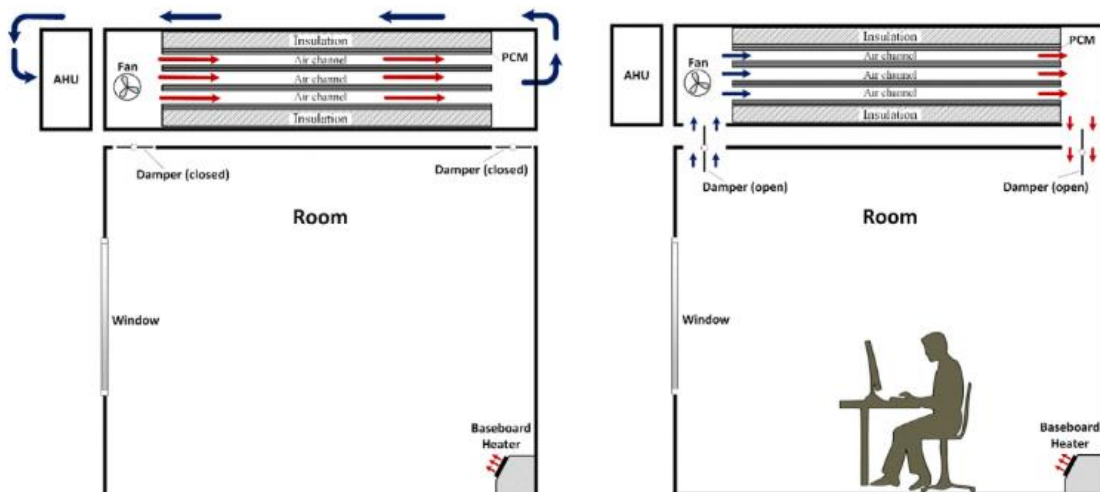 Insulation
PCM
Fan
Air channel
AHU
Air channel
Air channel
Insulation
Damper (closed)
Damper (closed)
Room
Window
Baseboard
Heater
Insulation
PCM
Fan
Air channel
AHU
Air channel
Air channel
Insulation
Damper (open)
Damper (open)
Room
Window
Baseboard
Heater